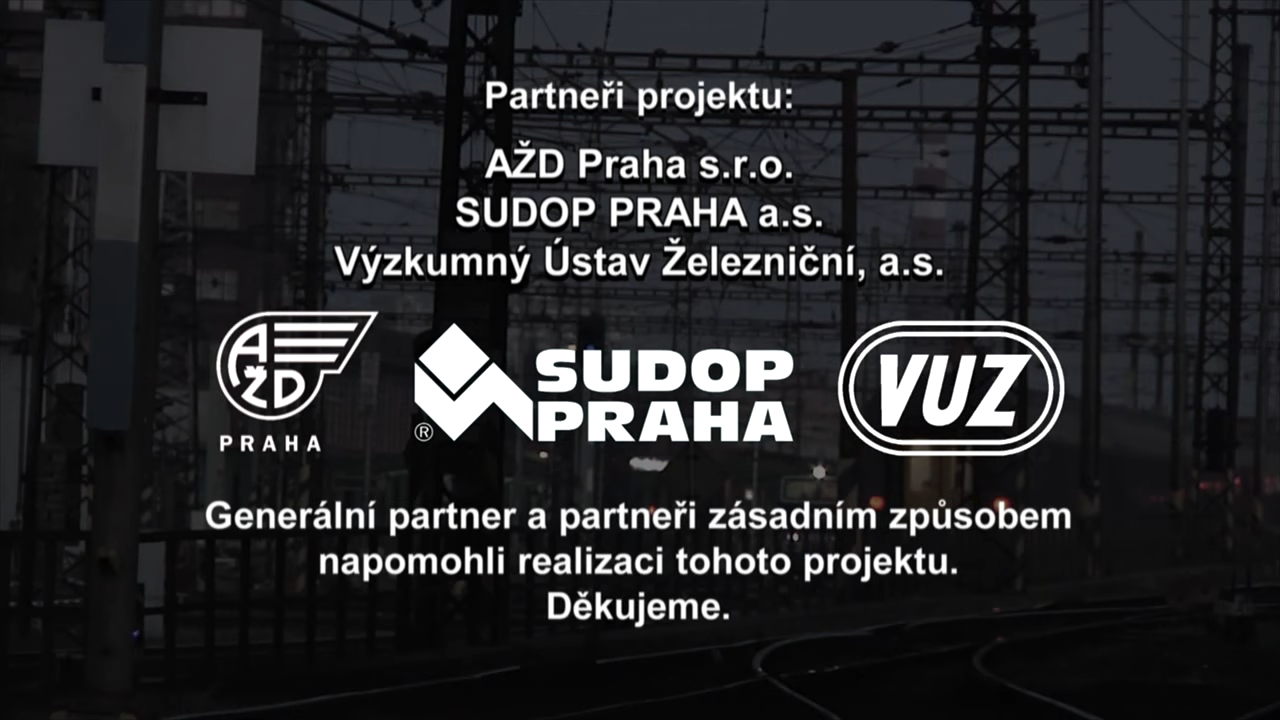 Partneři projektu:
AŽD Praha s.r.o.
SUDOP PRAHA a.s.
Výzkumný Ústav Železniční, a.s.
AŽD
PRAHA
®
SUDOP
PRAHA
VUZ
Generální partner a partneři zásadním způsobem
napomohli realizaci tohoto projektu.
Děkujeme.